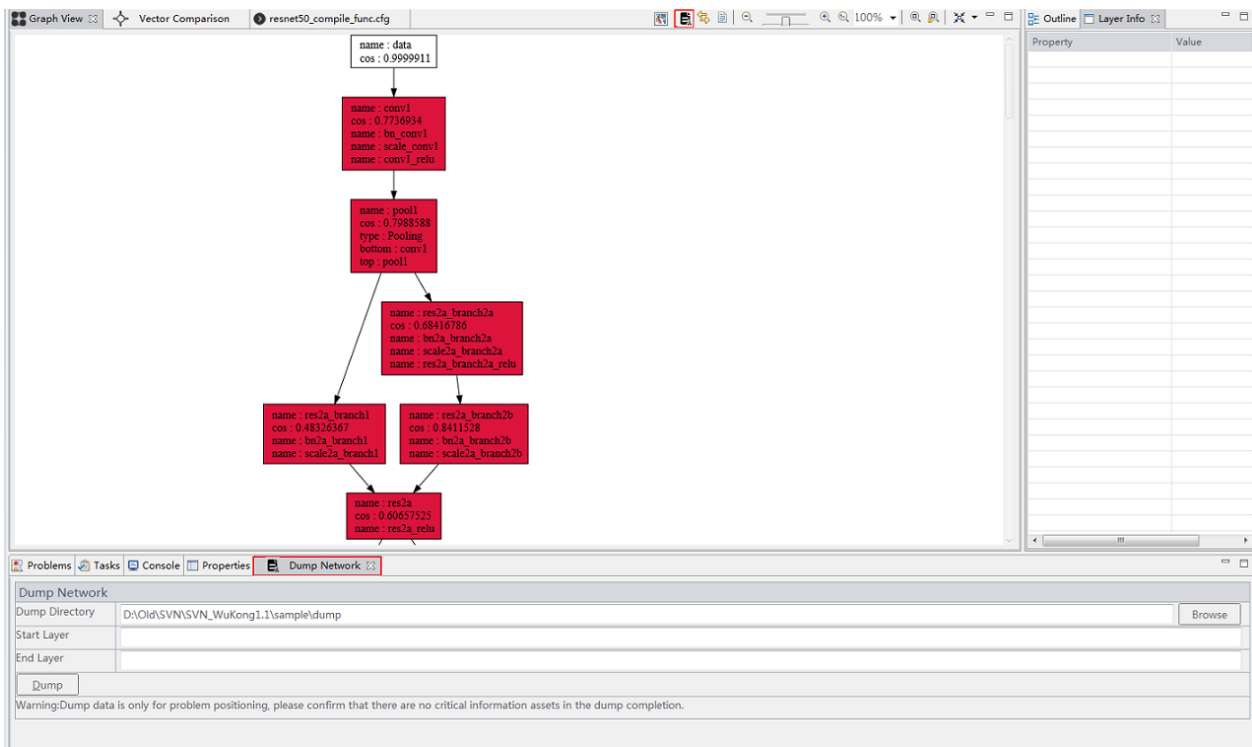 Graph View
Vector Comparison
resnet50_compile_func.cfg
100%
Outline
Layer Info
Property
Value
name : data
cos : 0.9999911
name : conv1
cos : 0.7736934
name : bn_conv1
name : scale_conv1
name : conv1_relu
name : pool1
cos : 0.7988588
type : Pooling
bottom : conv1
top : pool1
name : res2a_branch2a
cos : 0.68416786
name : bn2a_branch2a
name : scale2a_branch2a
name : res2a_branch2a_relu
name : res2a_branch1
cos : 0.48326367
name : bn2a_branch1
name : scale2a_branch1
name : res2a_branch2b
cos : 0.8411528
name : bn2a_branch2b
name : scale2a_branch2b
name : res2a
cos : 0.60657525
name : res2a_relu
Problems
Tasks
Console
Properties
Dump Network
Dump Network
Dump Directory
D:\Old\SVN\SVN_WuKong1.1\sample\dump
Browse
Start Layer
End Layer
Dump
Warning:Dump data is only for problem positioning, please confirm that there are no critical information assets in the dump completion.